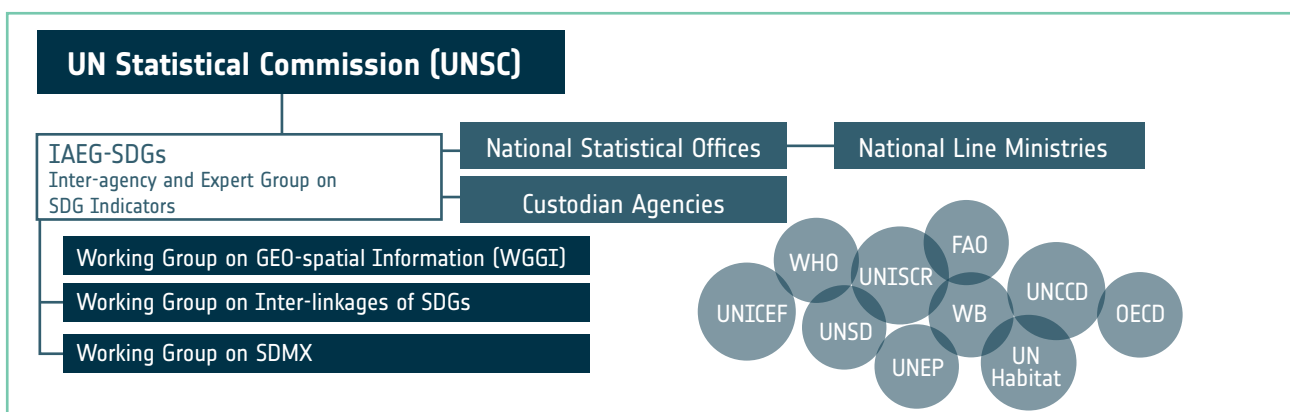 UN Statistical Commission (UNSC)
IAEG-SDGs
Inter-agency and Expert Group on
SDG Indicators
National Statistical Offices
National Line Ministries
Custodian Agencies
Working Group on GEO-spatial Information (WGGI)
Working Group on Inter-linkages of SDGs
Working Group on SDMX
UNICEF
WHO
UNSD
UNISCR
UNEP
FAO
WB
UN
Habitat
UNCCD
OECD